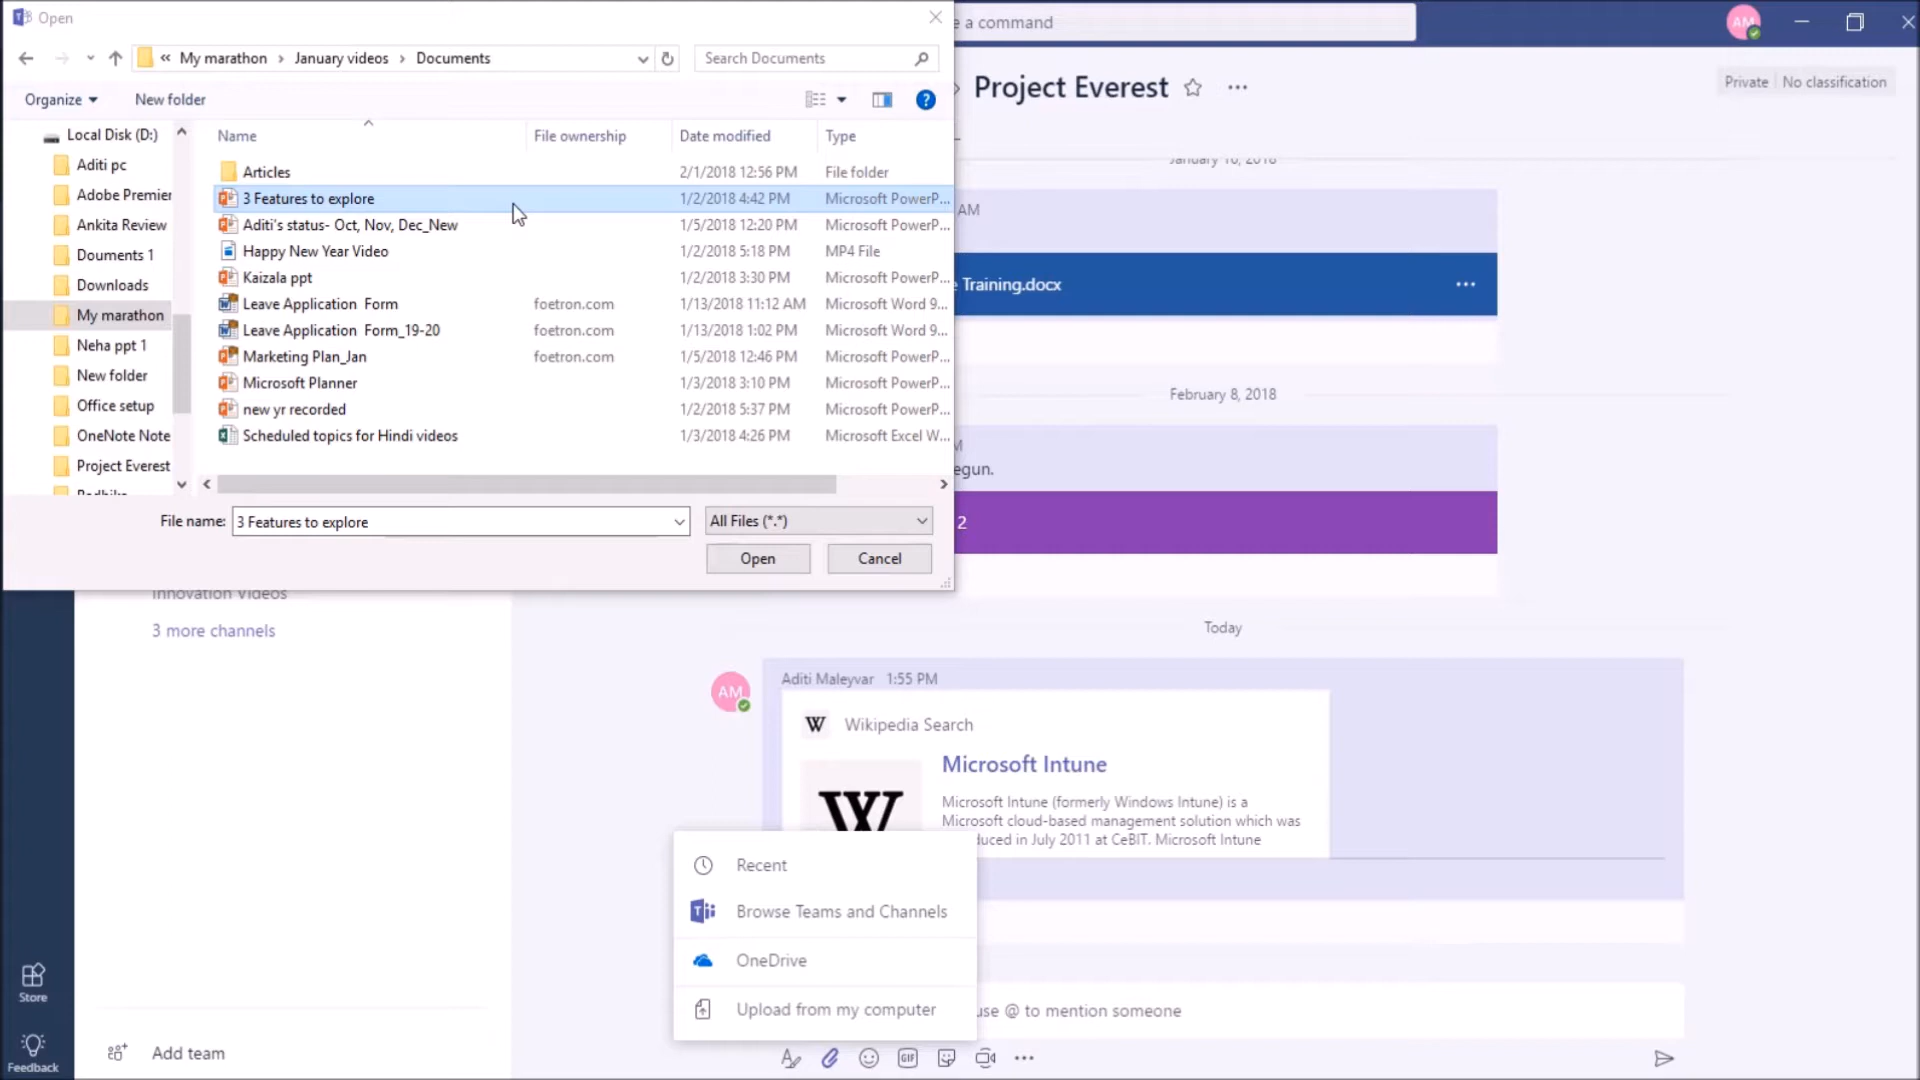 Open
« My marathon › January videos › Documents
Search Documents
Organize
New folder
Local Disk (D:)
Aditi pc
Adobe Premier
Ankita Review
Douments 1
Downloads
My marathon
Neha ppt 1
New folder
Office setup
OneNote Note
Project Everest
Name File ownership Date modified Type
Articles 2/1/2018 12:56 PM File folder
3 Features to explore 1/2/2018 4:42 PM Microsoft PowerP...
Aditi's status- Oct, Nov, Dec_New 1/5/2018 12:20 PM Microsoft PowerP...
Happy New Year Video 1/2/2018 5:18 PM MP4 File
Kaizala ppt 1/2/2018 3:30 PM Microsoft PowerP...
Leave Application Form foetron.com 1/13/2018 11:12 AM Microsoft Word 9...
Leave Application Form_19-20 foetron.com 1/13/2018 1:02 PM Microsoft Word 9...
Marketing Plan_Jan foetron.com 1/5/2018 12:46 PM Microsoft PowerP...
Microsoft Planner 1/3/2018 3:10 PM Microsoft PowerP...
new yr recorded 1/2/2018 5:37 PM Microsoft PowerP...
Scheduled topics for Hindi videos 1/3/2018 4:26 PM Microsoft Excel W...
File name: 3 Features to explore
All Files (*.*)
Open
Cancel
e a command
AM
Project Everest
Private
No classification
January 16, 2018
AM
e Training.docx
February 8, 2018
M
egun.
2
Today
Innovation Videos
3 more channels
AM
Aditi Maleyvar 1:55 PM
W Wikipedia Search
W
Microsoft Intune
Microsoft Intune (formerly Windows Intune) is a
Microsoft cloud-based management solution which was
duced in July 2011 at CeBIT. Microsoft Intune
Recent
Browse Teams and Channels
OneDrive
Upload from my computer
use @ to mention someone
GIF
Store
Feedback
Add team